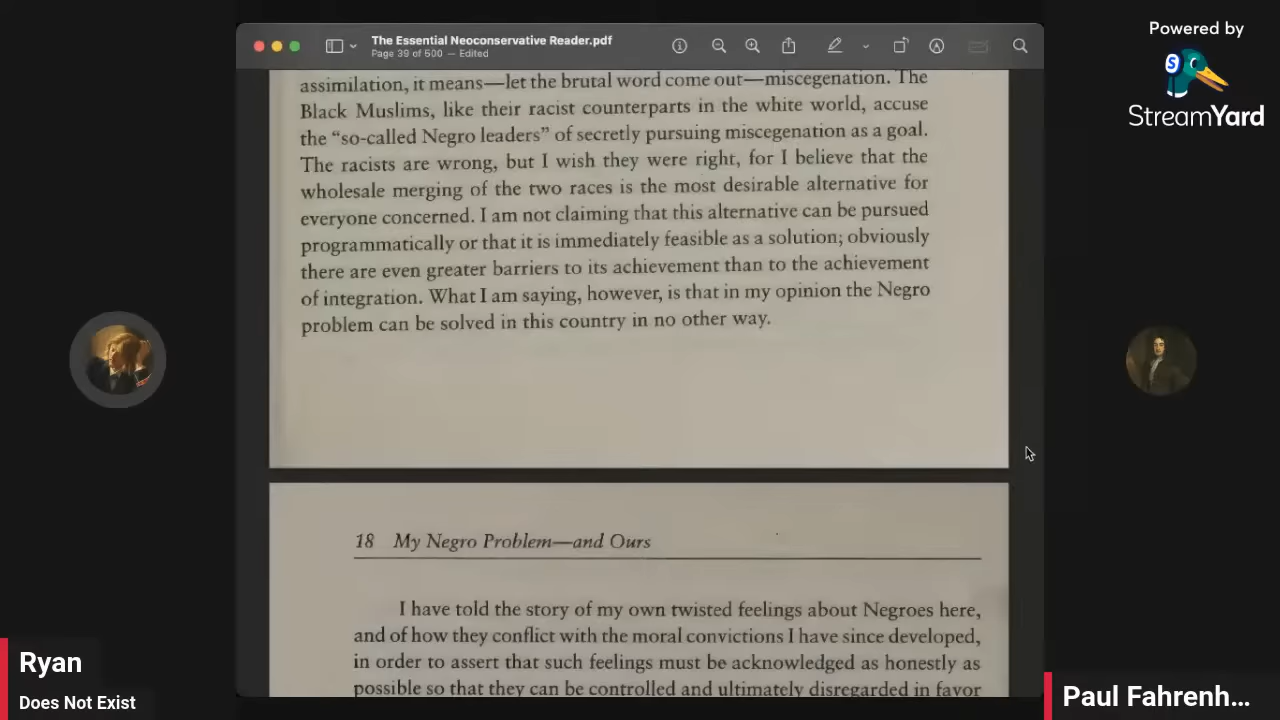 The Essential Neoconservative Reader.pdf
Page 39 of 500 — Edited
Powered by
S
StreamYard
assimilation, it means—let the brutal word come out—miscegenation. The
Black Muslims, like their racist counterparts in the white world, accuse
the “so-called Negro leaders” of secretly pursuing miscegenation as a goal.
The racists are wrong, but I wish they were right, for I believe that the
wholesale merging of the two races is the most desirable alternative for
everyone concerned. I am not claiming that this alternative can be pursued
programmatically or that it is immediately feasible as a solution; obviously
there are even greater barriers to its achievement than to the achievement
of integration. What I am saying, however, is that in my opinion the Negro
problem can be solved in this country in no other way.
18 My Negro Problem—and Ours
I have told the story of my own twisted feelings about Negroes here,
and of how they conflict with the moral convictions I have since developed,
in order to assert that such feelings must be acknowledged as honestly as
possible so that they can be controlled and ultimately disregarded in favor
Ryan
Does Not Exist
Paul Fahrenh...